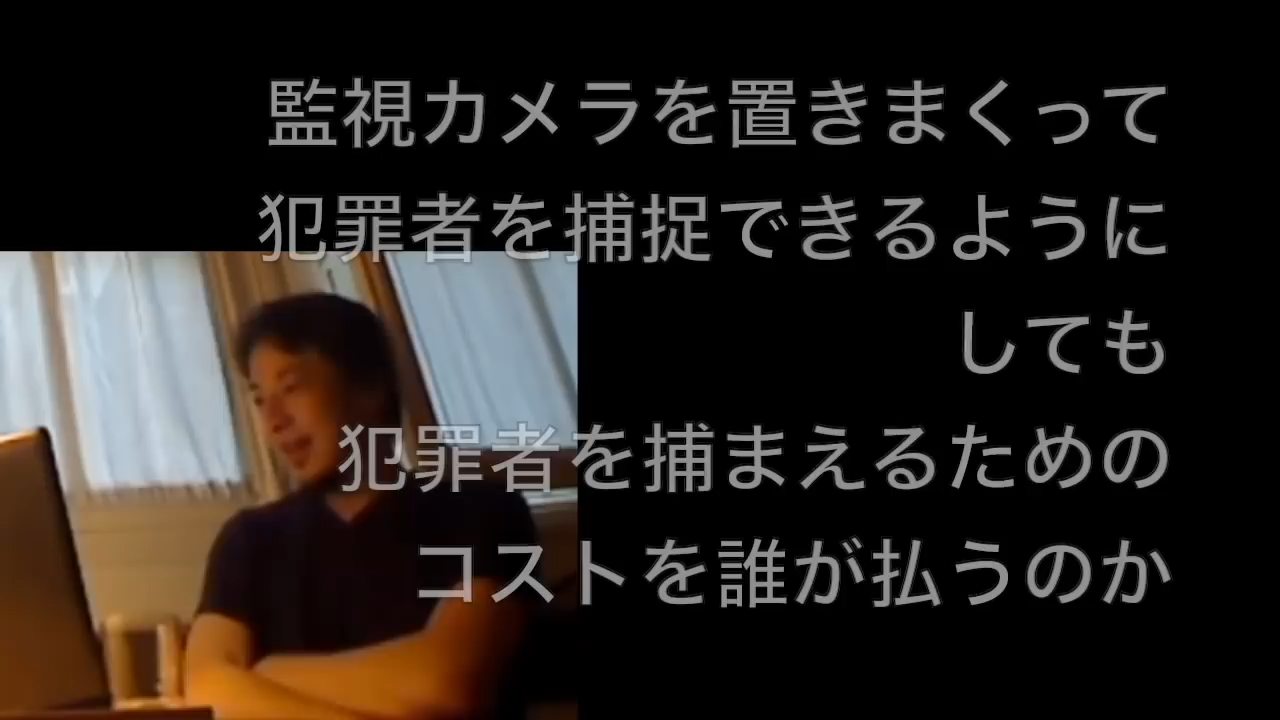 監視カメラを置きまくって
犯罪者を捕捉できるように
しても
犯罪者を捕まえるための
コストを誰が払うのか